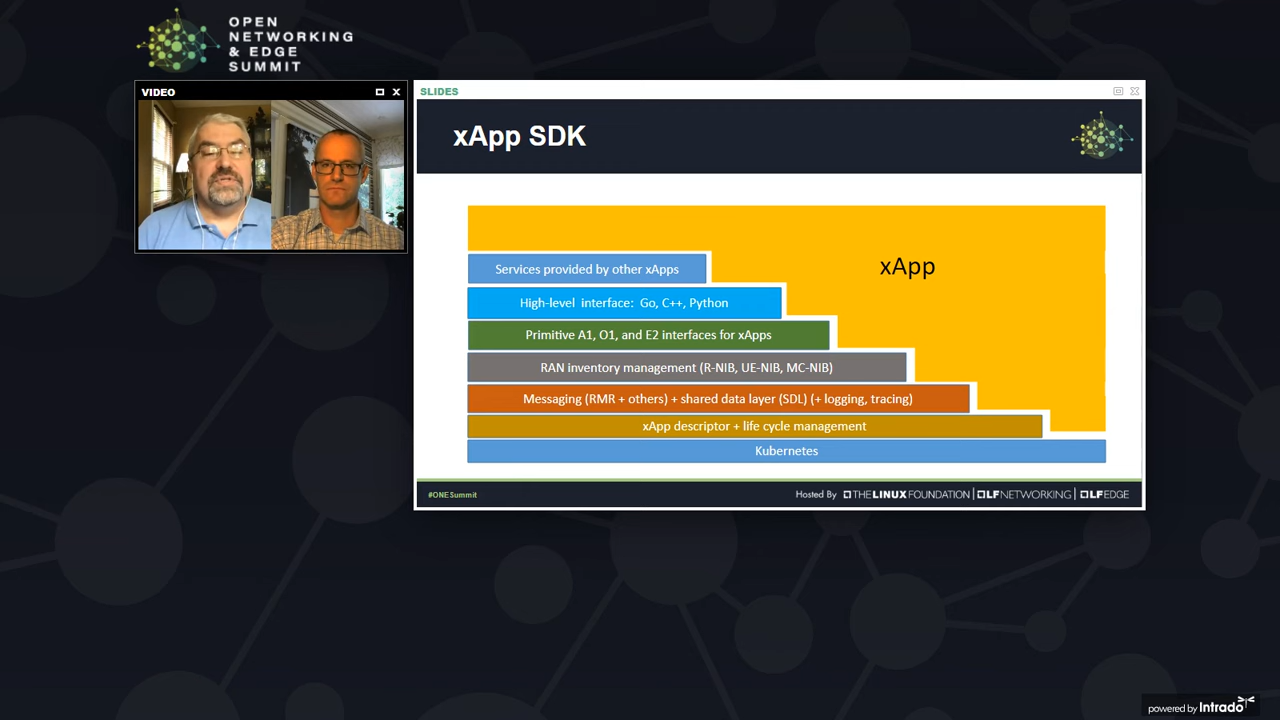 OPEN
NETWORKING
& EDGE
SUMMIT
VIDEO
SLIDES
xApp SDK
xApp
Services provided by other xApps
High-level interface: Go, C++, Python
Primitive A1, O1, and E2 interfaces for xApps
RAN inventory management (R-NIB, UE-NIB, MC-NIB)
Messaging (RMR + others) + shared data layer (SDL) (+ logging, tracing)
xApp descriptor + life cycle management
Kubernetes
#ONESummit
Hosted By THE LINUX FOUNDATION | LF NETWORKING | LF EDGE
powered by Intrado